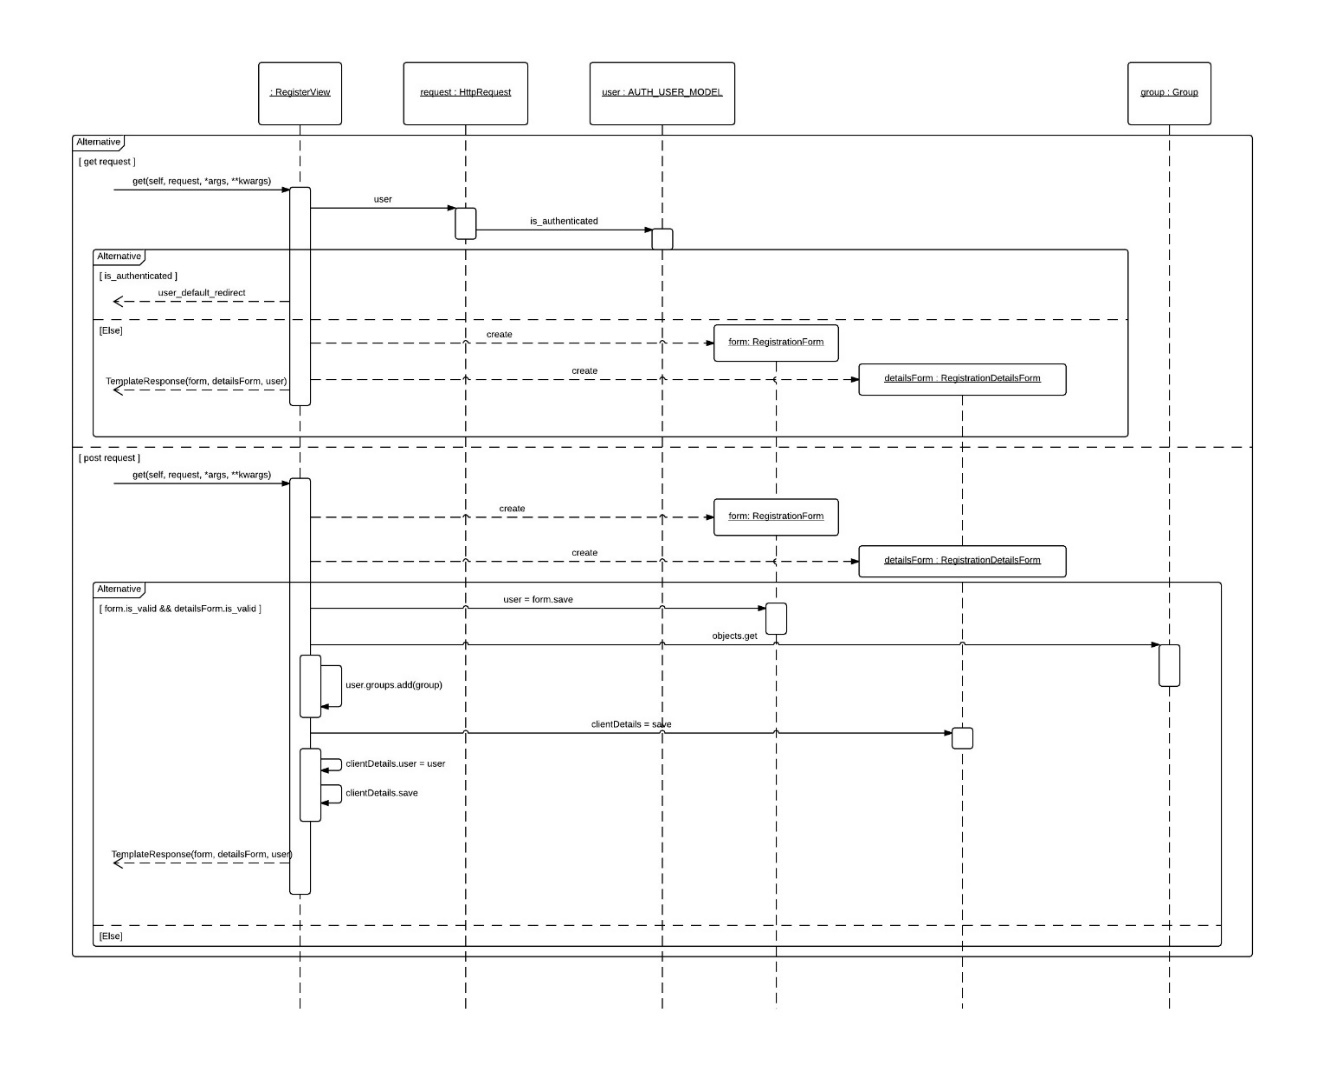 : RegisterView
request : HttpRequest
user : AUTH_USER_MODEL
group : Group
Alternative
[ get request ]
get(self, request, *args, **kwargs)
user
is_authenticated
Alternative
[ is_authenticated ]
user_default_redirect
[Else]
create
form: RegistrationForm
create
detailsForm : RegistrationDetailsForm
TemplateResponse(form, detailsForm, user)
[ post request ]
get(self, request, *args, **kwargs)
create
form: RegistrationForm
create
detailsForm : RegistrationDetailsForm
Alternative
[ form.is_valid && detailsForm.is_valid ]
user = form.save
objects.get
user.groups.add(group)
clientDetails = save
clientDetails.user = user
clientDetails.save
TemplateResponse(form, detailsForm, user)
[Else]